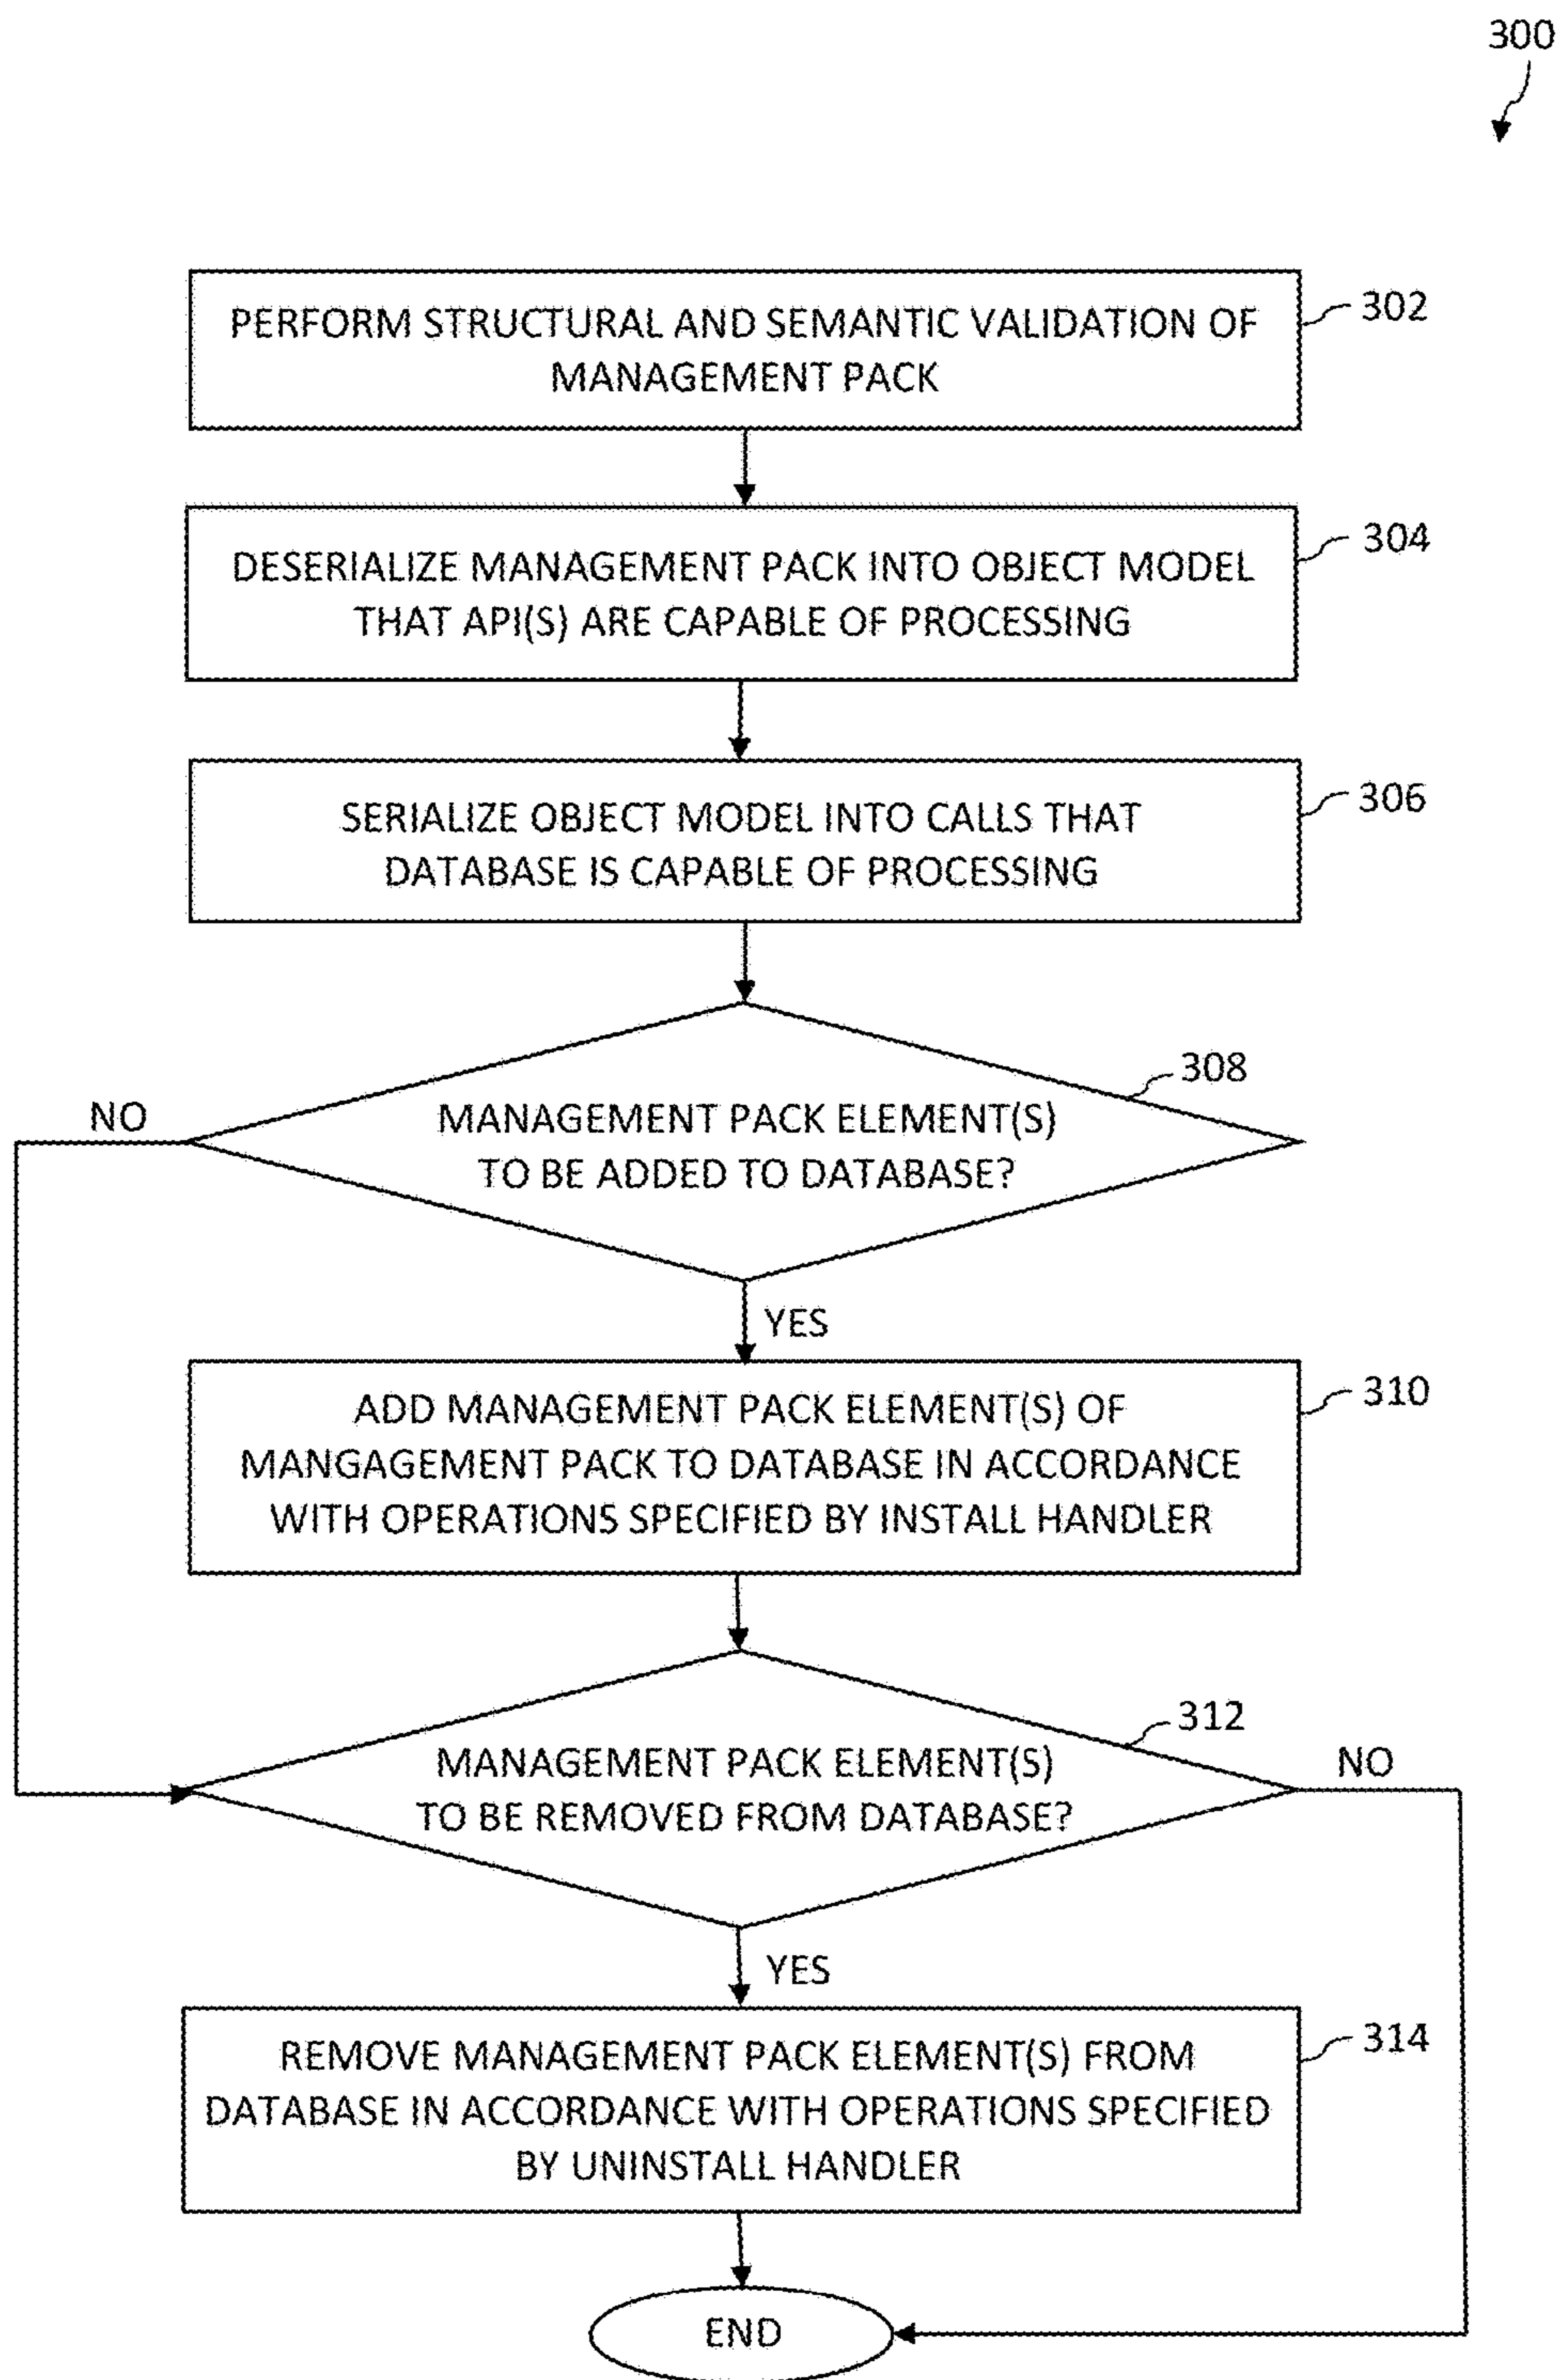 300
PERFORM STRUCTURAL AND SEMANTIC VALIDATION OF
MANAGEMENT PACK
302
DESERIALIZE MANAGEMENT PACK INTO OBJECT MODEL
THAT API(S) ARE CAPABLE OF PROCESSING
304
SERIALIZE OBJECT MODEL INTO CALLS THAT
DATABASE IS CAPABLE OF PROCESSING
306
308
NO
MANAGEMENT PACK ELEMENT(S)
TO BE ADDED TO DATABASE?
YES
ADD MANAGEMENT PACK ELEMENT(S) OF
MANGAGEMENT PACK TO DATABASE IN ACCORDANCE
WITH OPERATIONS SPECIFIED BY INSTALL HANDLER
310
312
MANAGEMENT PACK ELEMENT(S)
TO BE REMOVED FROM DATABASE?
NO
YES
REMOVE MANAGEMENT PACK ELEMENT(S) FROM
DATABASE IN ACCORDANCE WITH OPERATIONS SPECIFIED
BY UNINSTALL HANDLER
314
END